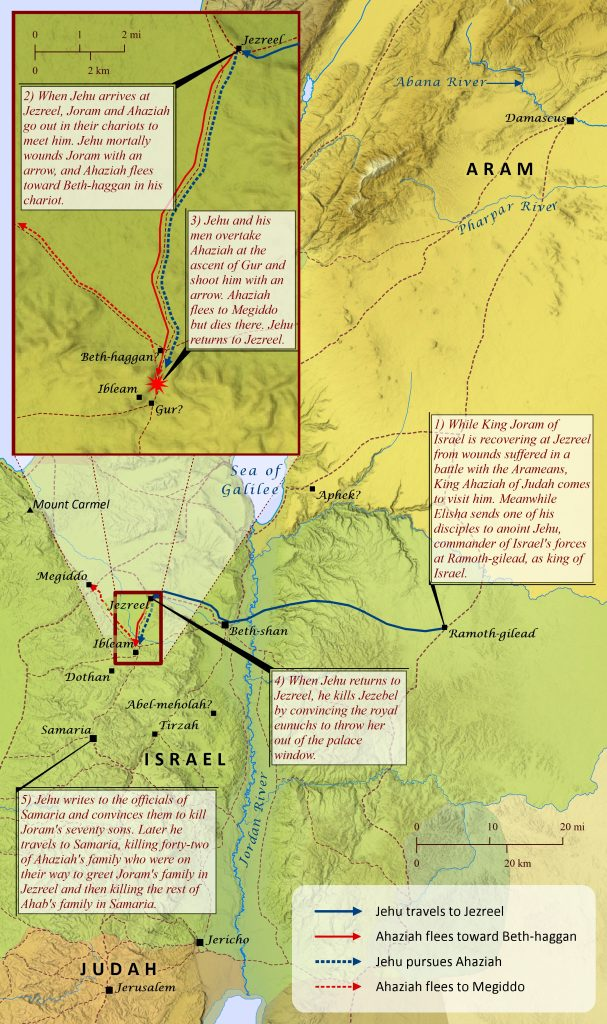 0 1 2 mi
0 2 km
Jezreel
2) When Jehu arrives at
Jezreel, Joram and Ahaziah
go out in their chariots to
meet him. Jehu mortally
wounds Joram with an
arrow, and Ahaziah flees
toward Beth-haggan in his
chariot.
3) Jehu and his
men overtake
Ahaziah at the
ascent of Gur and
shoot him with an
arrow. Ahaziah
flees to Megiddo
but dies there. Jehu
returns to Jezreel.
Beth-haggan?
Ibleam
Gur?
Abana River
Damascus
ARAM
Pharpar River
1) While King Joram of
Israel is recovering at Jezreel
from wounds suffered in a
battle with the Arameans,
King Ahaziah of Judah comes
to visit him. Meanwhile
Elisha sends one of his
disciples to anoint Jehu,
commander of Israel's forces
at Ramoth-gilead, as king of
Israel.
Sea of
Galilee
Aphek?
Mount Carmel
Megiddo
Jezreel
Beth-shan
Ramoth-gilead
Ibleam
Dothan
4) When Jehu returns to
Jezreel, he kills Jezebel
by convincing the royal
eunuchs to throw her
out of the palace
window.
Abel-meholah?
Tirzah
Samaria
ISRAEL
Jordan River
5) Jehu writes to the officials of
Samaria and convinces them to kill
Joram's seventy sons. Later he
travels to Samaria, killing forty-two
of Ahaziah's family who were on
their way to greet Joram's family in
Jezreel and then killing the rest of
Ahab's family in Samaria.
0 10 20 mi
0 20 km
Jehu travels to Jezreel
Ahaziah flees toward Beth-haggan
Jehu pursues Ahaziah
Ahaziah flees to Megiddo
Jericho
JUDAH
Jerusalem